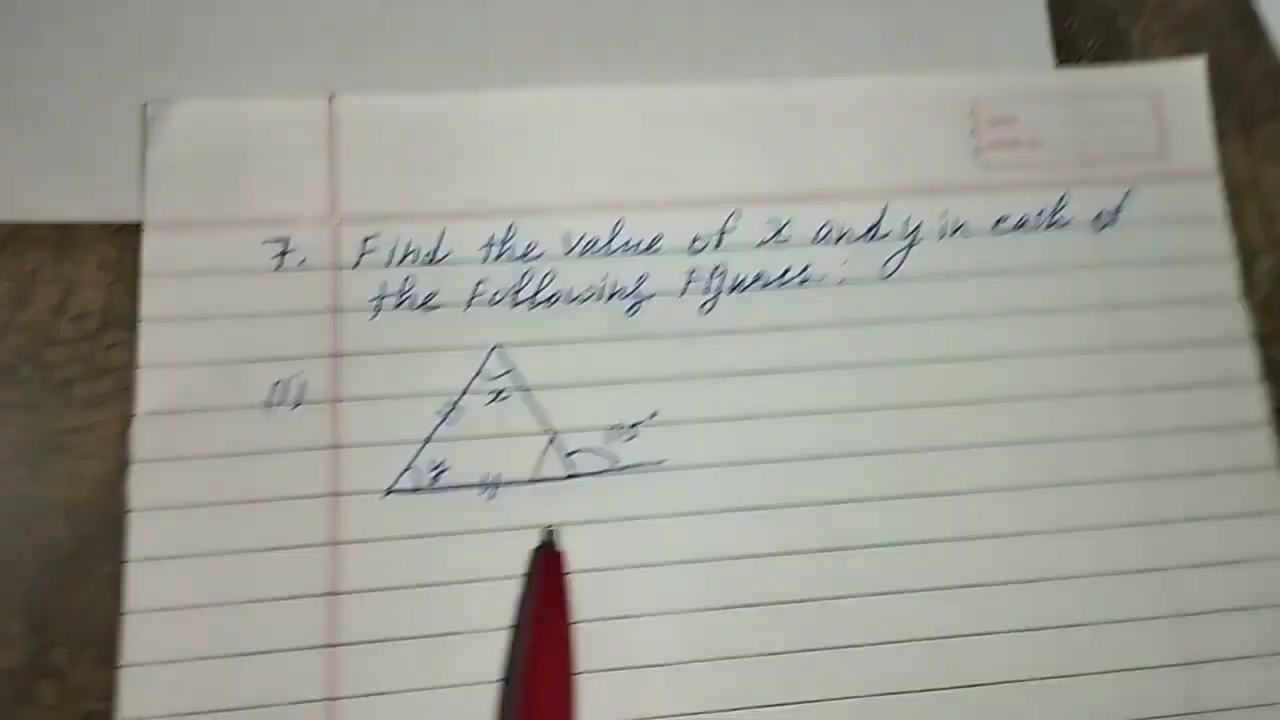 7. Find the value of x and y in each of
the Following Figures:
x
y